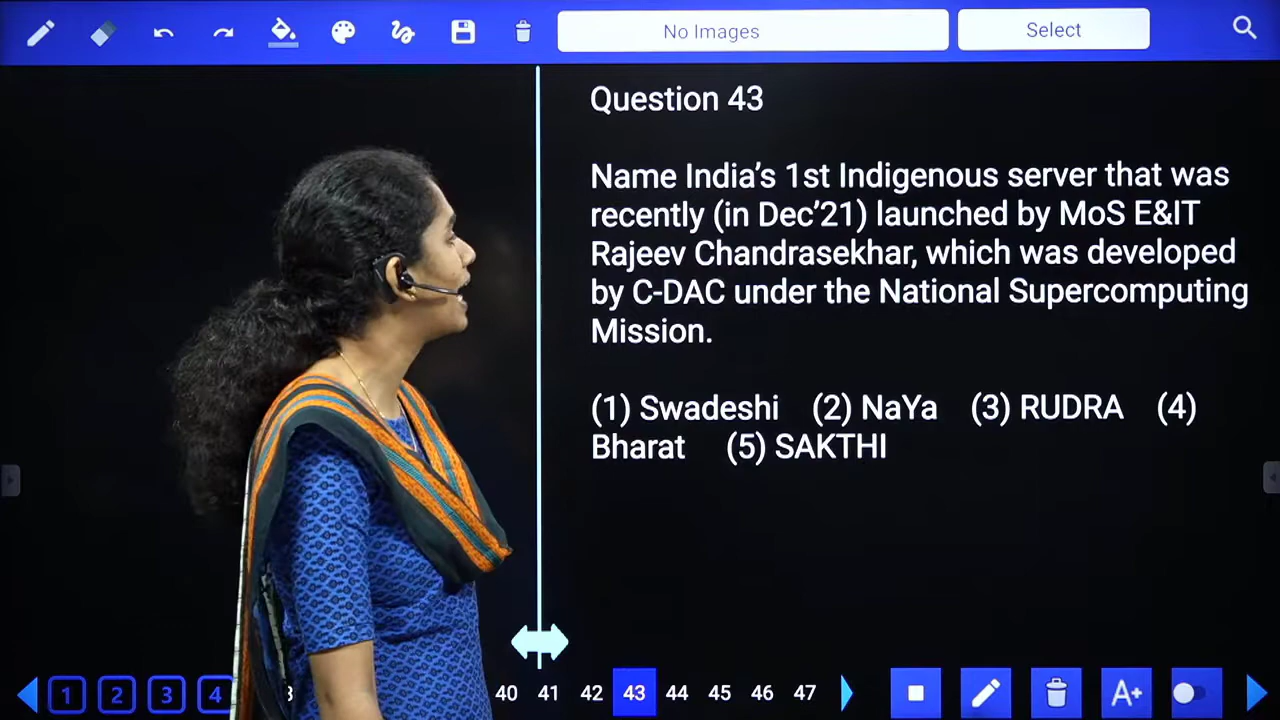 No Images
Select
Question 43
Name India’s 1st Indigenous server that was
recently (in Dec’21) launched by MoS E&IT
Rajeev Chandrasekhar, which was developed
by C-DAC under the National Supercomputing
Mission.
(1) Swadeshi (2) NaYa (3) RUDRA (4)
Bharat (5) SAKTHI
1 2 3 4 40 41 42 43 44 45 46 47 A+